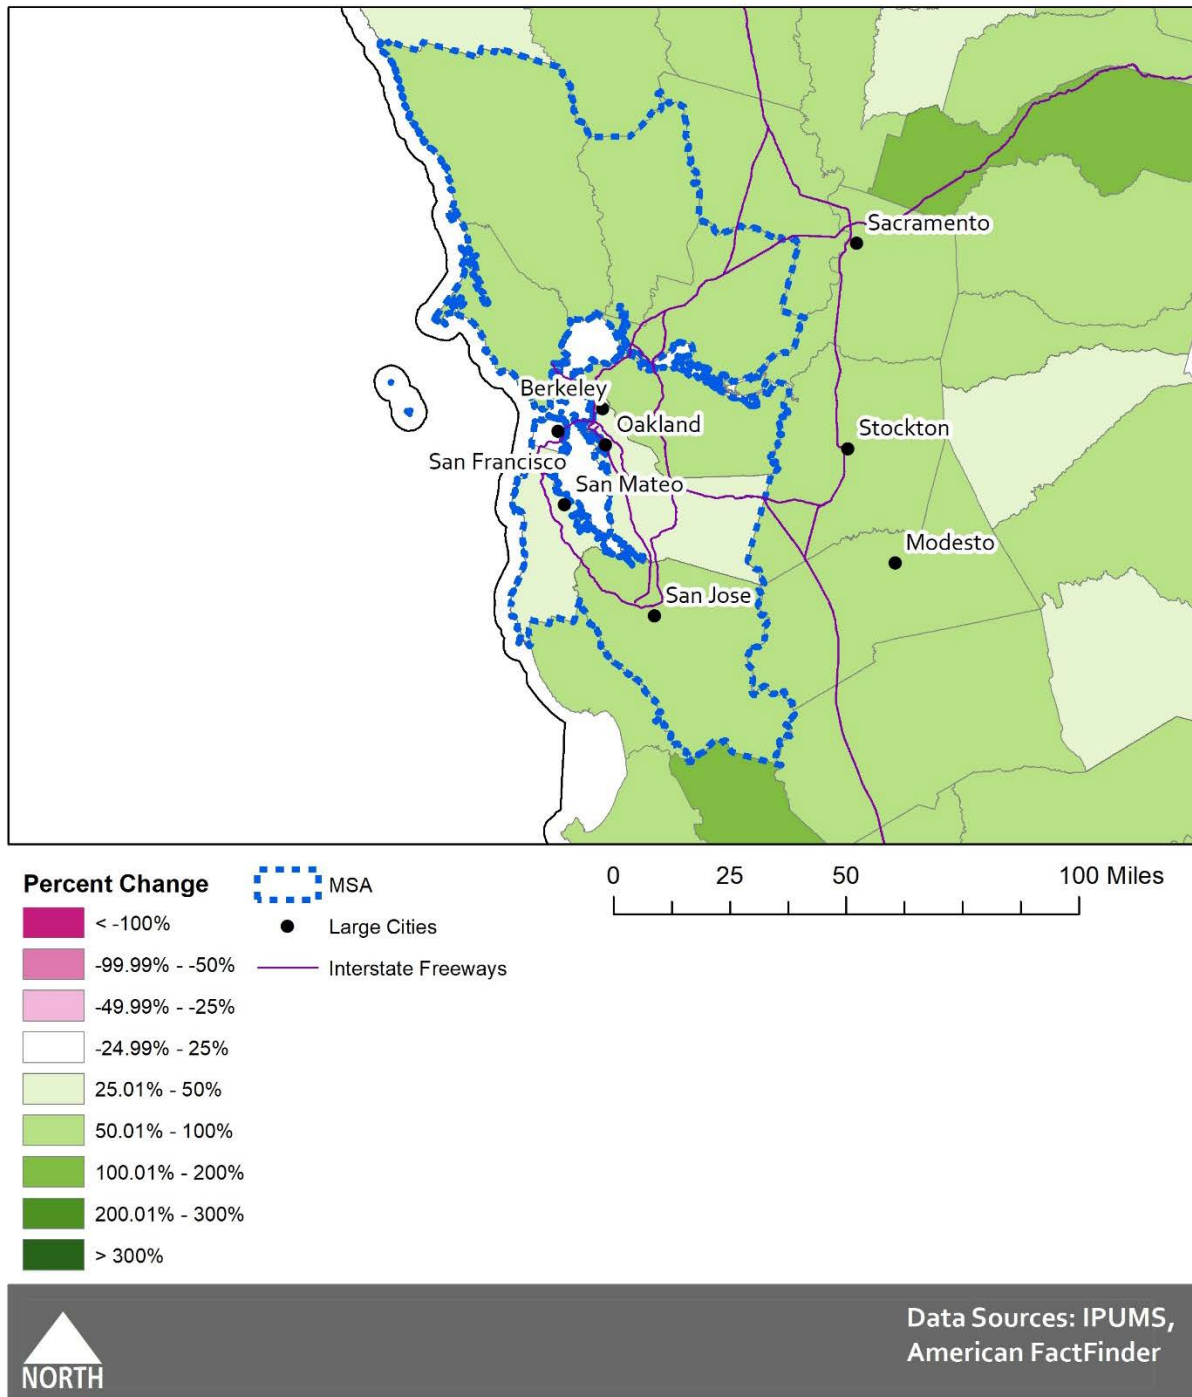 Sacramento
Berkeley
Oakland
Stockton
San Francisco
San Mateo
Modesto
San Jose
Percent Change
< -100%
-99.99% - -50%
-49.99% - -25%
-24.99% - 25%
25.01% - 50%
50.01% - 100%
100.01% - 200%
200.01% - 300%
> 300%
MSA
Large Cities
Interstate Freeways
0 25 50 100 Miles
NORTH
Data Sources: IPUMS,
American FactFinder